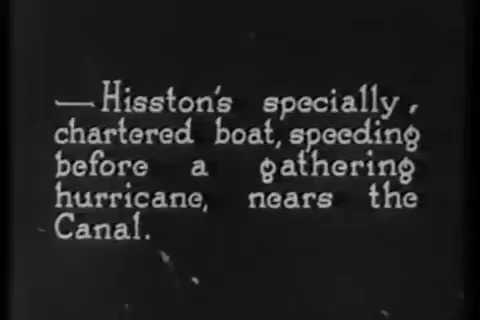 — Hisston's specially,
chartered boat, speeding
before a gathering
hurricane, nears the
Canal.